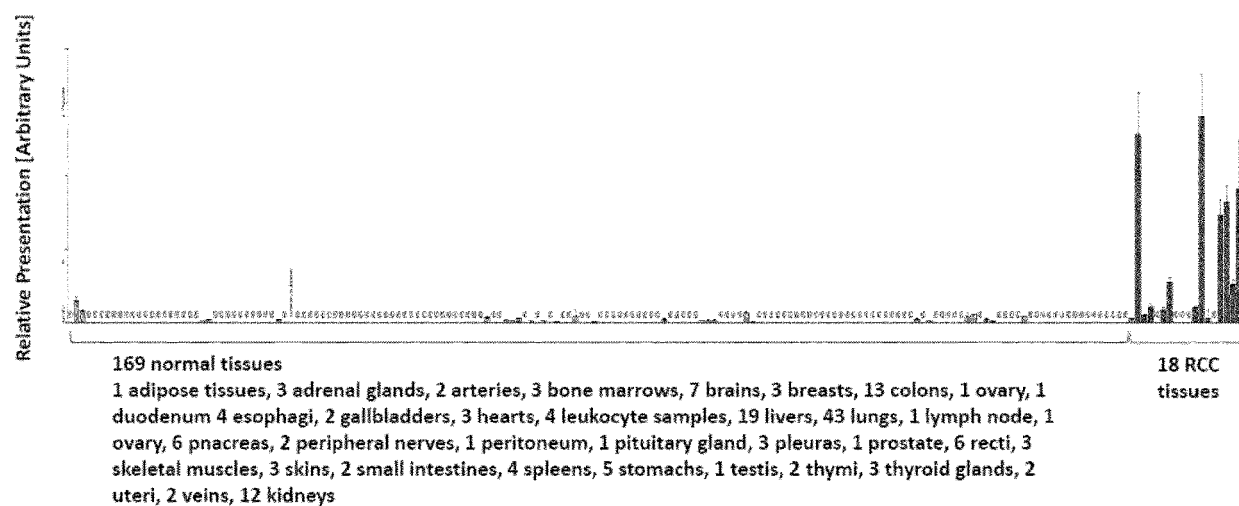 Relative Presentation [Arbitrary Units]
169 normal tissues
1 adipose tissues, 3 adrenal glands, 2 arteries, 3 bone marrows, 7 brains, 3 breasts, 13 colons, 1 ovary, 1
duodenum 4 esophagi, 2 gallbladders, 3 hearts, 4 leukocyte samples, 19 livers, 43 lungs, 1 lymph node, 1
ovary, 6 pnacreas, 2 peripheral nerves, 1 peritoneum, 1 pituitary gland, 3 pleuras, 1 prostate, 6 recti, 3
skeletal muscles, 3 skins, 2 small intestines, 4 spleens, 5 stomachs, 1 testis, 2 thymi, 3 thyroid glands, 2
uteri, 2 veins, 12 kidneys
18 RCC
tissues